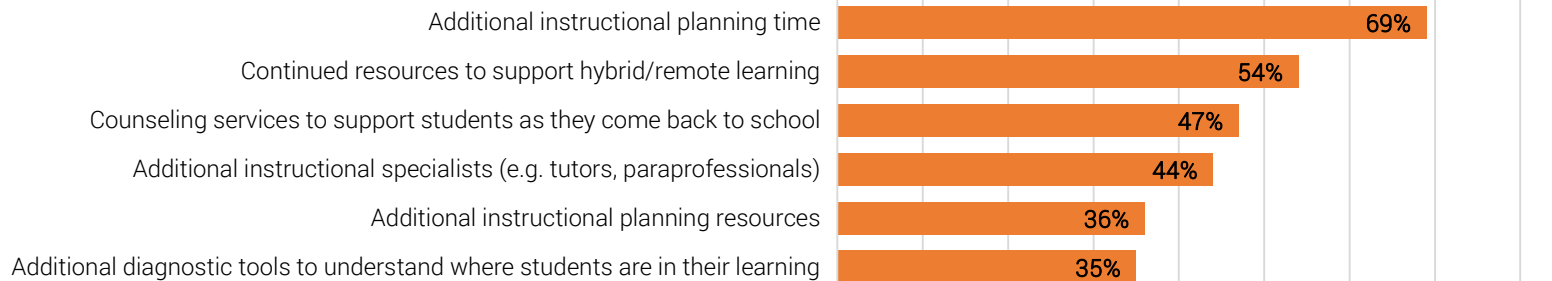 Additional instructional planning time 69%
Continued resources to support hybrid/remote learning 54%
Counseling services to support students as they come back to school 47%
Additional instructional specialists (e.g. tutors, paraprofessionals) 44%
Additional instructional planning resources 36%
Additional diagnostic tools to understand where students are in their learning 35%